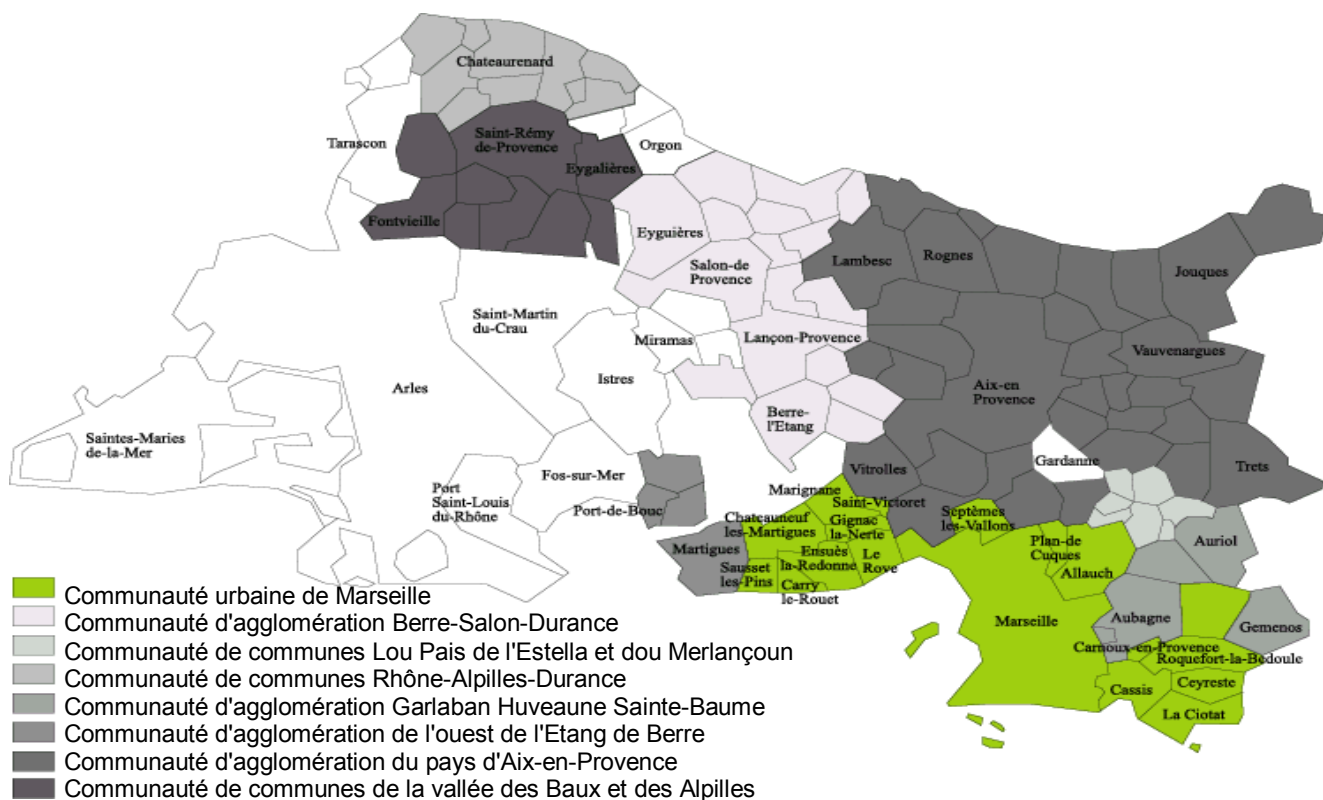 Chateaurenard
Tarascon
Saint-Rémy
de-Provence
Orgon
Eygalières
Fontvieille
Eyguières
Lambesc
Rognes
Jouques
Salon-de
Provence
Saint-Martin
du-Crau
Miramas
Lançon-Provence
Vauvenargues
Istres
Arles
Aix-en
Provence
Berre-
l'Etang
Saintes-Maries
de-la-Mer
Gardanne
Vitrolles
Trets
Fos-sur-Mer
Marignane
Port
Saint-Louis
du-Rhône
Saint-Victoret
Port-de-Bouc
Septèmes
les-Vallons
Chateauneuf
les-Martigues
Gignac
la-Nerte
Martigues
Ensuès
la-Redonne
Le
Rove
Plan-de
Cuques
Auriol
Sausset
les-Pins
Allauch
Carry
le-Rouet
Marseille
Aubagne
Gemenos
Carnoux-en-Provence
Roquefort-la-Bedoule
Cassis
Ceyreste
La Ciotat
Communauté urbaine de Marseille
Communauté d'agglomération Berre-Salon-Durance
Communauté de communes Lou Pais de l'Estella et dou Merlançoun
Communauté de communes Rhône-Alpilles-Durance
Communauté d'agglomération Garlaban Huveaune Sainte-Baume
Communauté d'agglomération de l'ouest de l'Etang de Berre
Communauté d'agglomération du pays d'Aix-en-Provence
Communauté de communes de la vallée des Baux et des Alpilles